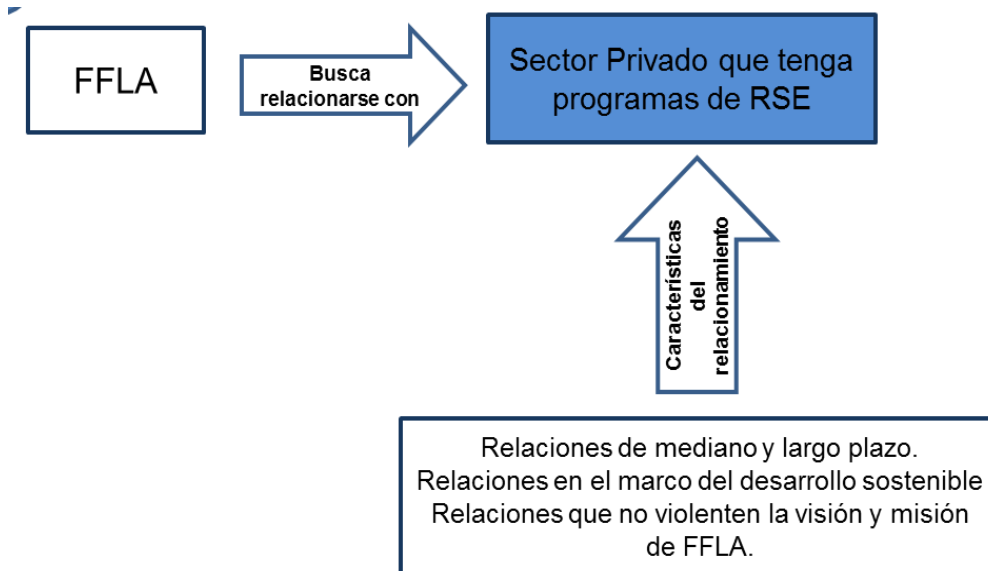 FFLA
Busca
relacionarse con
Sector Privado que tenga
programas de RSE
Características
del
relacionamiento
Relaciones de mediano y largo plazo.
Relaciones en el marco del desarrollo sostenible
Relaciones que no violenten la visión y misión
de FFLA.